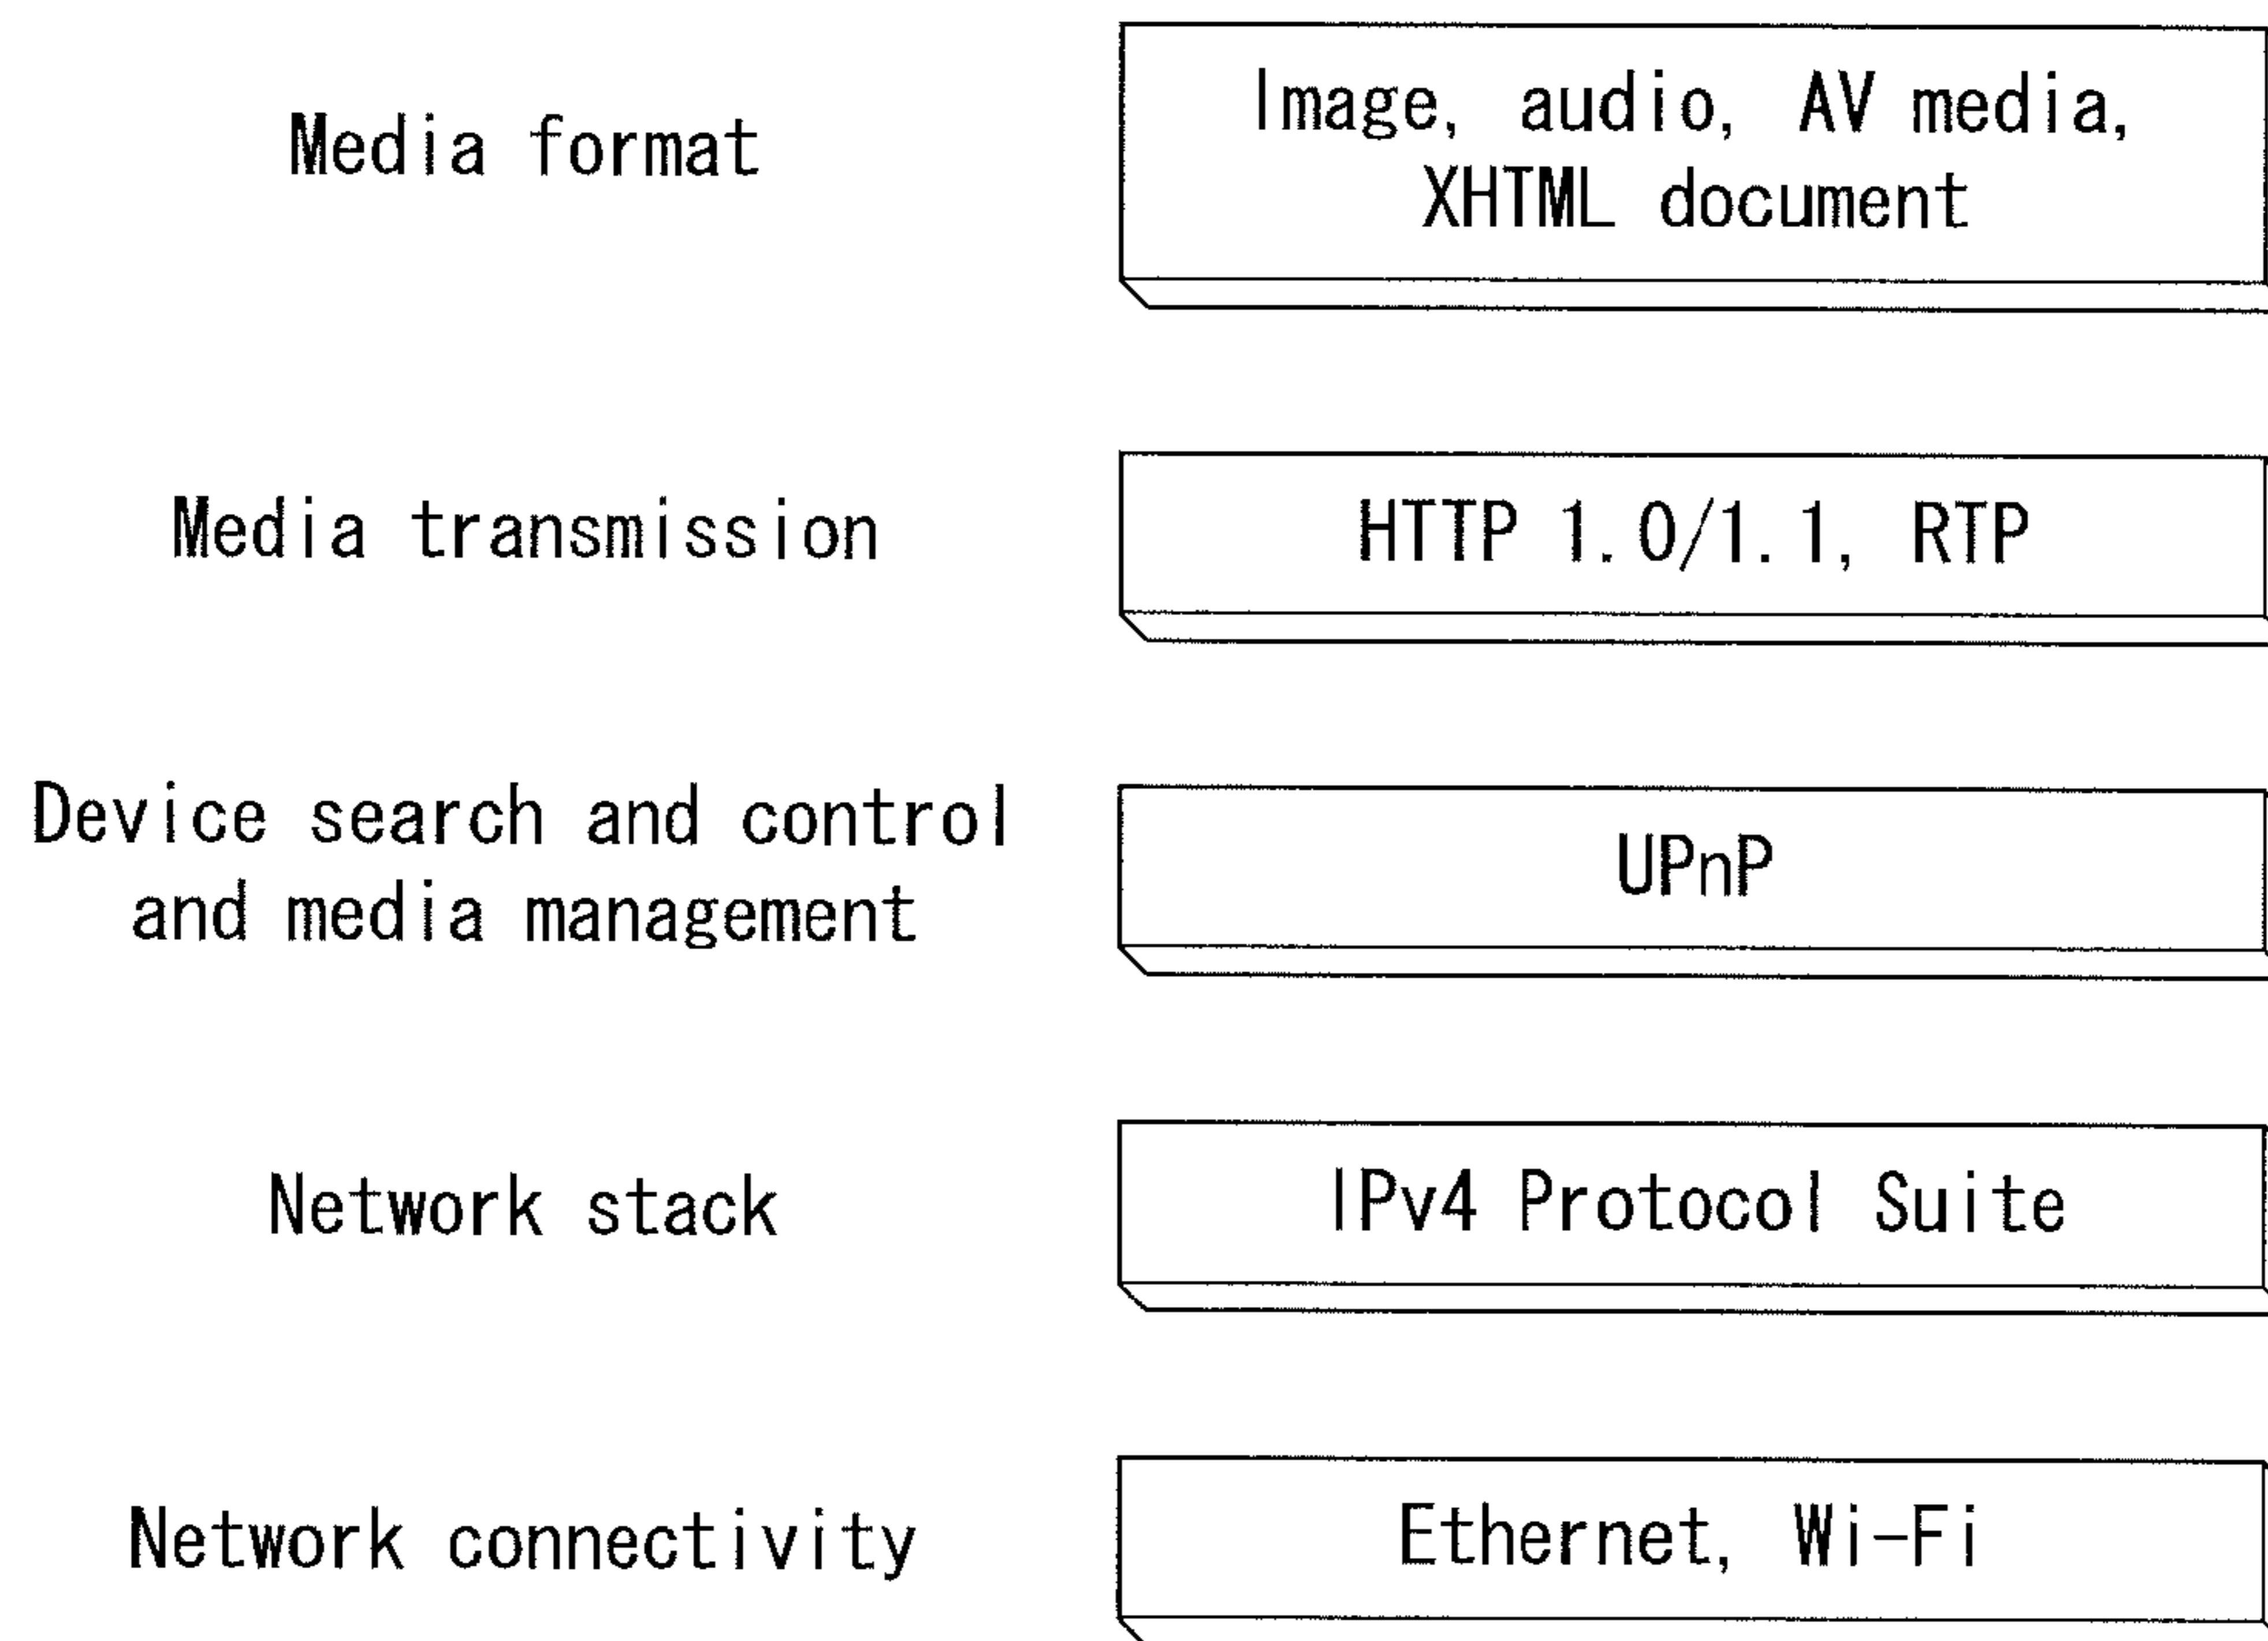 Media format
Image, audio, AV media,
XHTML document
Media transmission
HTTP 1.0/1.1, RTP
Device search and control
and media management
UPnP
Network stack
IPv4 Protocol Suite
Network connectivity
Ethernet, Wi-Fi